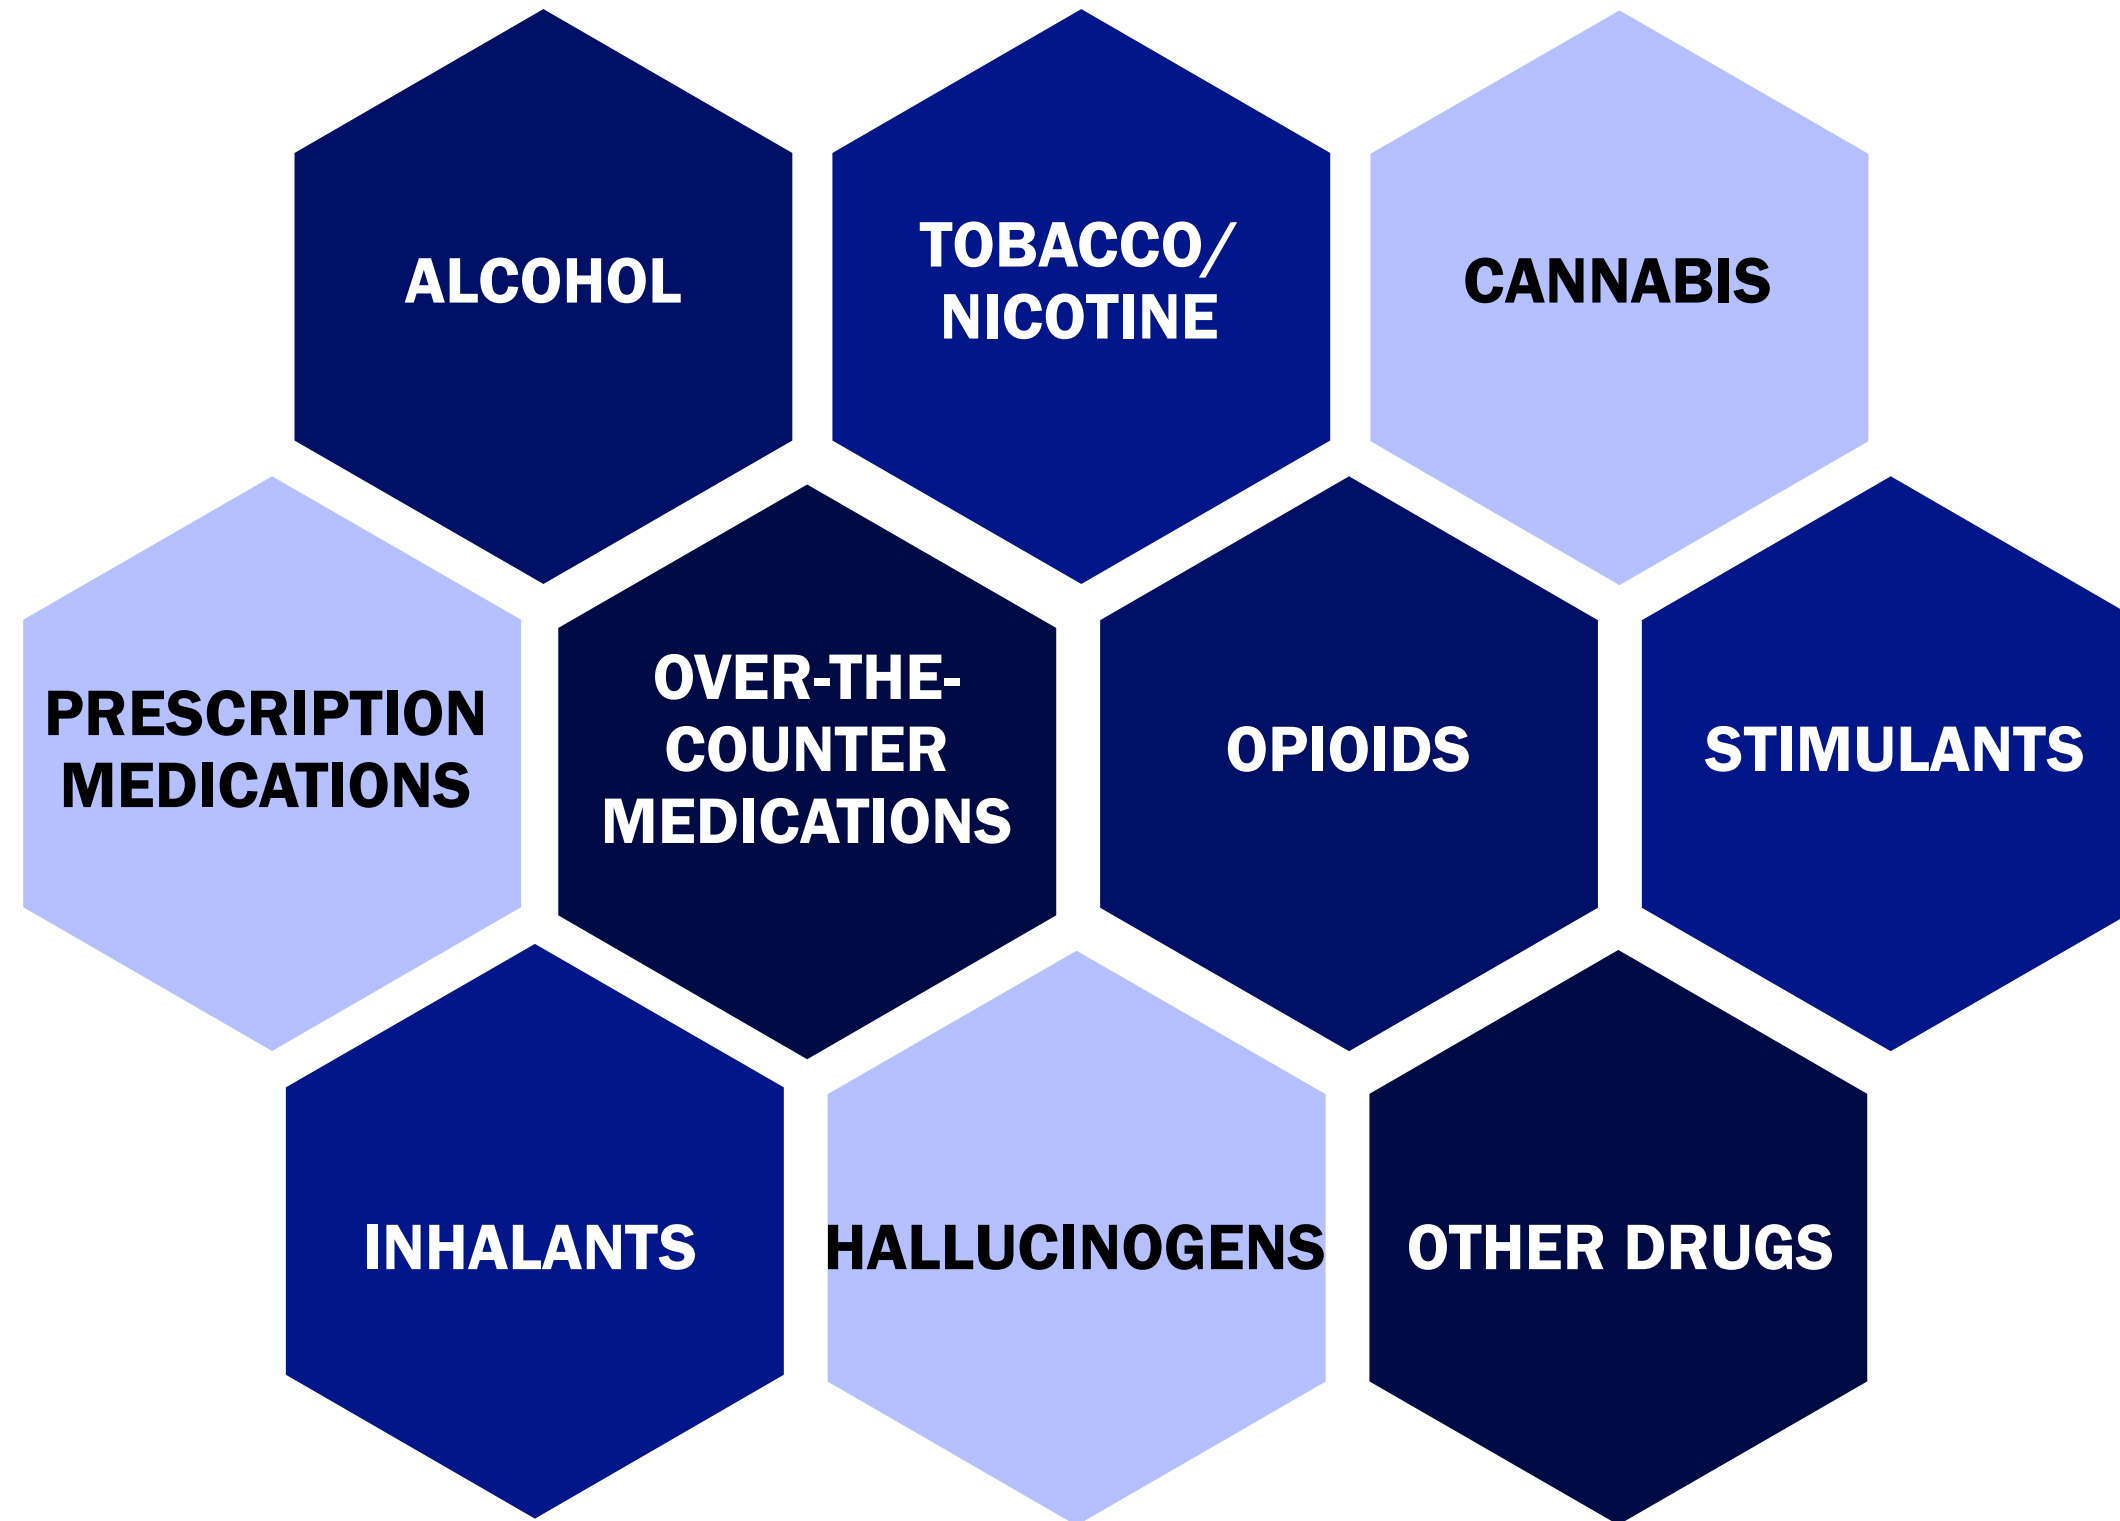 ALCOHOL
TOBACCO/
NICOTINE
CANNABIS
PRESCRIPTION
MEDICATIONS
OVER-THE-
COUNTER
MEDICATIONS
OPIOIDS
STIMULANTS
INHALANTS
HALLUCINOGENS
OTHER DRUGS